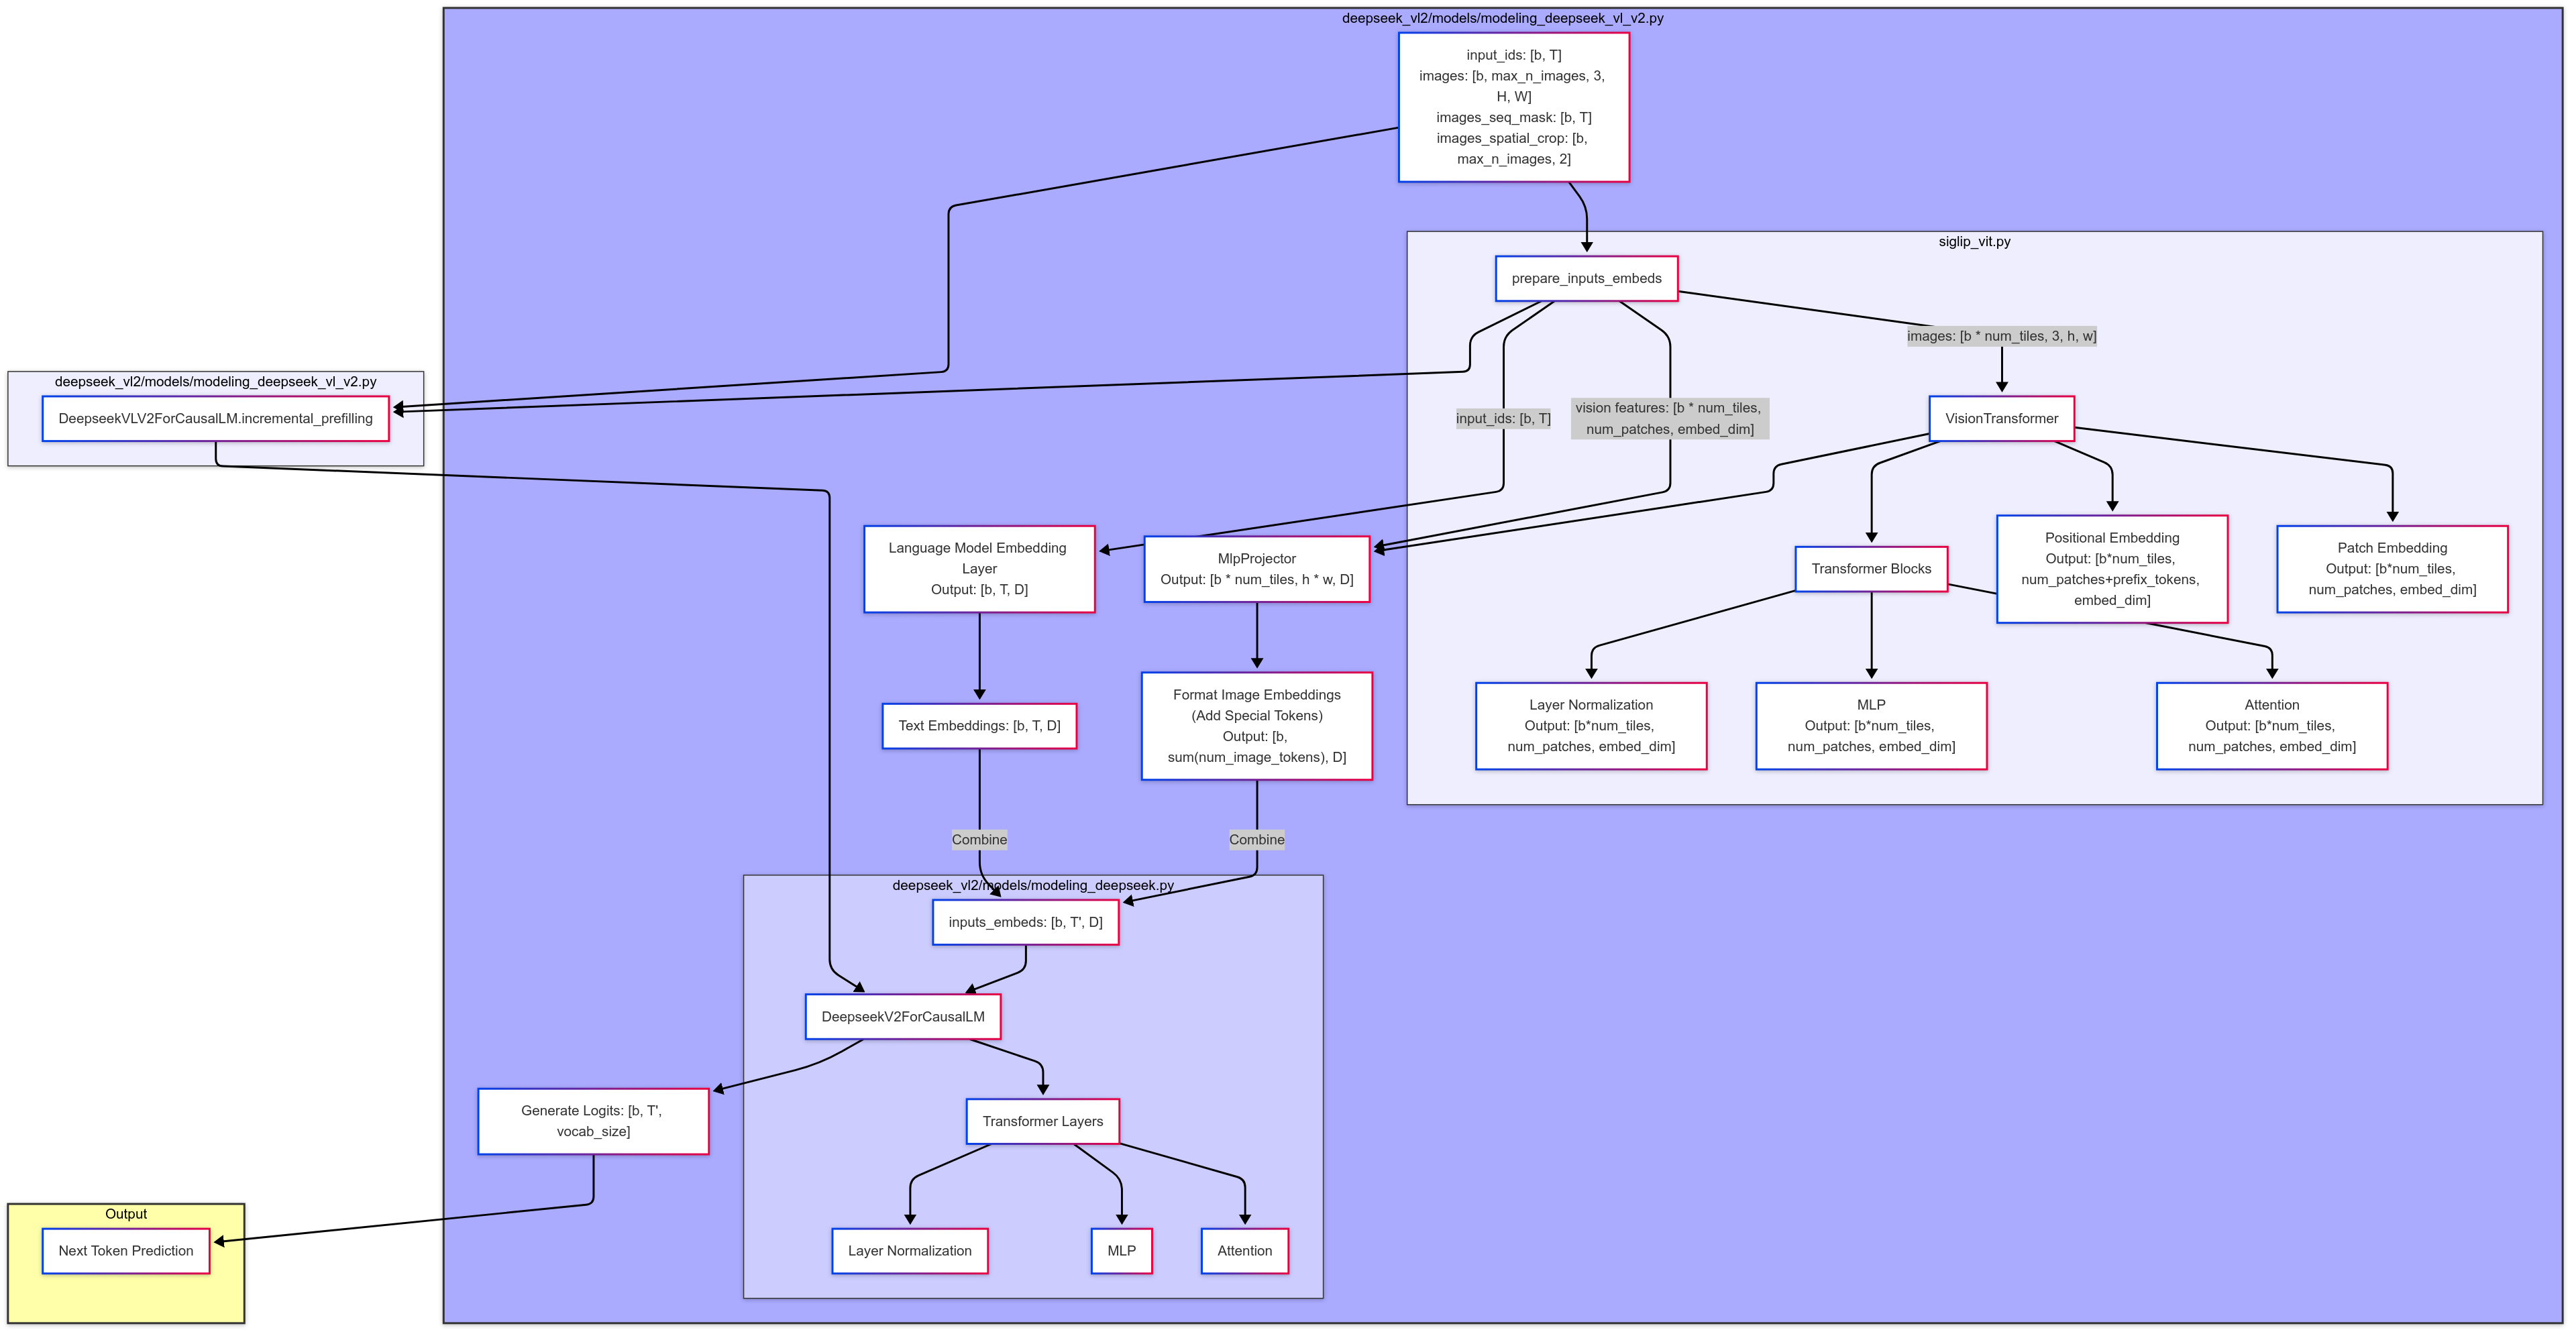 deepseek_vl2/models/modeling_deepseek_vl_v2.py
input_ids: [b, T]
images: [b, max_n_images, 3,
H, W]
images_seq_mask: [b, T]
images_spatial_crop: [b,
max_n_images, 2]
siglip_vit.py
prepare_inputs_embeds
images: [b * num_tiles, 3, h, w]
deepseek_vl2/models/modeling_deepseek_vl_v2.py
DeepseekVLV2ForCausalLM.incremental_prefilling
input_ids: [b, T]
vision features: [b * num_tiles,
num_patches, embed_dim]
VisionTransformer
Language Model Embedding
Layer
Output: [b, T, D]
MlpProjector
Output: [b * num_tiles, h * w, D]
Transformer Blocks
Positional Embedding
Output: [b*num_tiles,
num_patches+prefix_tokens,
embed_dim]
Patch Embedding
Output: [b*num_tiles,
num_patches, embed_dim]
Text Embeddings: [b, T, D]
Format Image Embeddings
(Add Special Tokens)
Output: [b,
sum(num_image_tokens), D]
Layer Normalization
Output: [b*num_tiles,
num_patches, embed_dim]
MLP
Output: [b*num_tiles,
num_patches, embed_dim]
Attention
Output: [b*num_tiles,
num_patches, embed_dim]
Combine
Combine
deepseek_vl2/models/modeling_deepseek.py
inputs_embeds: [b, T', D]
DeepseekV2ForCausalLM
Generate Logits: [b, T',
vocab_size]
Transformer Layers
Layer Normalization
MLP
Attention
Output
Next Token Prediction